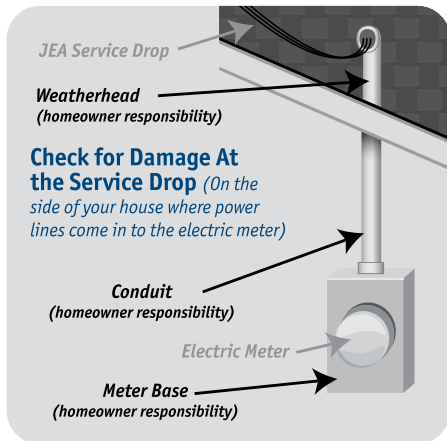 JEA Service Drop
Weatherhead
(homeowner responsibility)
Check for Damage At
the Service Drop (On the
side of your house where power
lines come in to the electric meter)
Conduit
(homeowner responsibility)
Electric Meter
Meter Base
(homeowner responsibility)